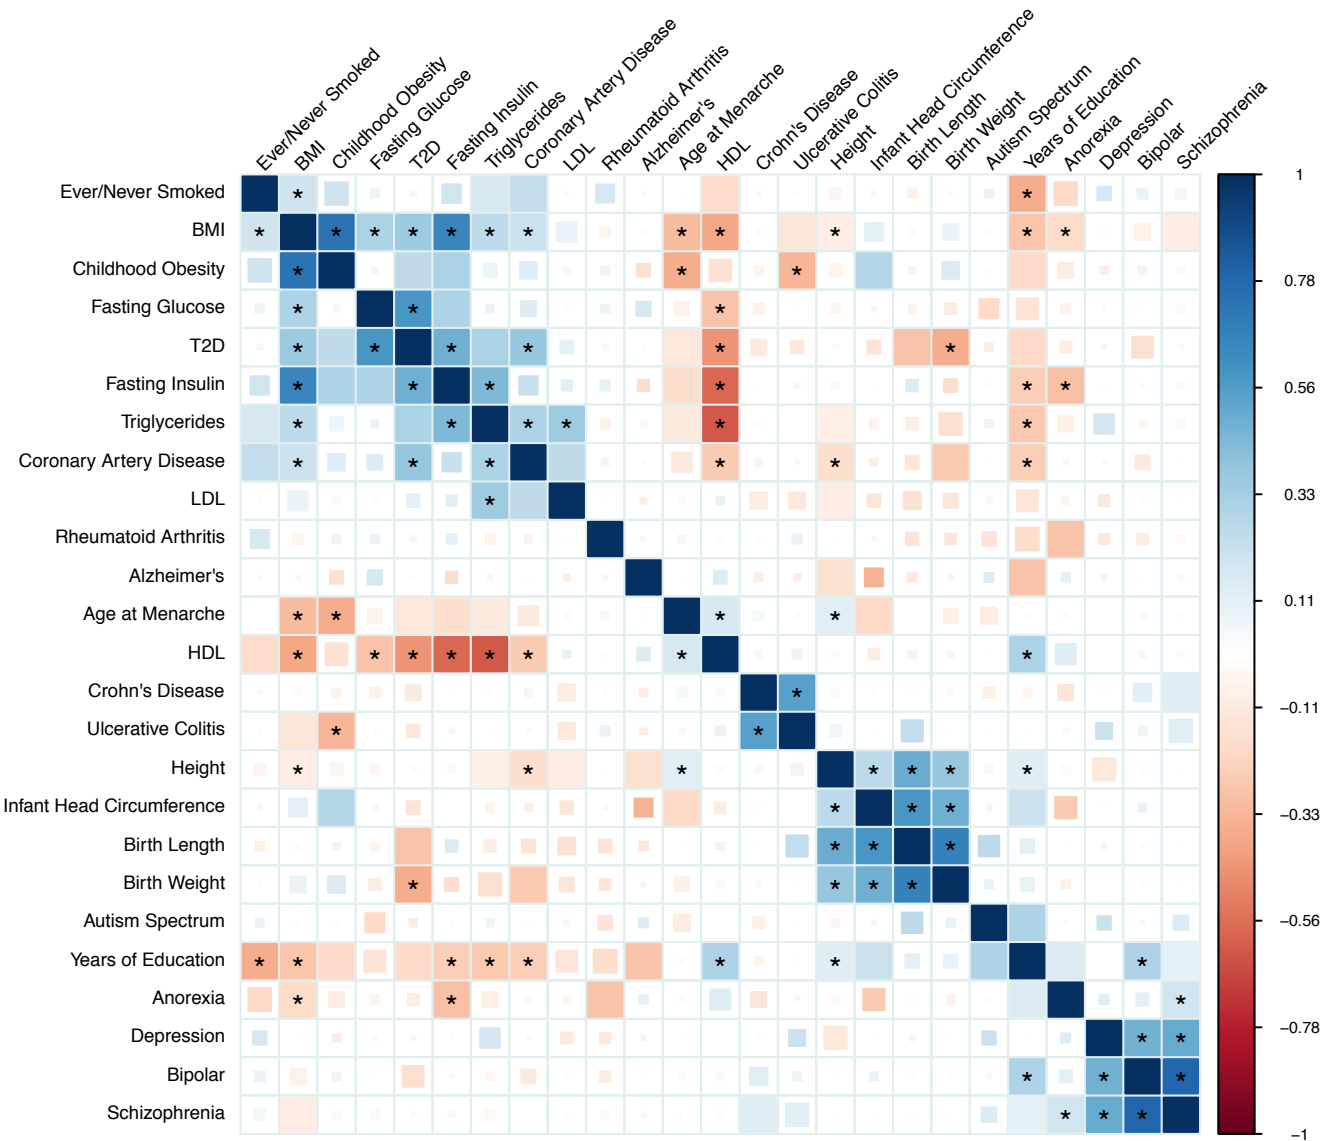 Ever/Never Smoked
BMI
Childhood Obesity
Fasting Glucose
T2D
Fasting Insulin
Triglycerides
Coronary Artery Disease
LDL
Rheumatoid Arthritis
Alzheimer's
Age at Menarche
HDL
Crohn's Disease
Ulcerative Colitis
Height
Infant Head Circumference
Birth Length
Birth Weight
Autism Spectrum
Years of Education
Anorexia
Depression
Bipolar
Schizophrenia
Ever/Never Smoked
BMI
Childhood Obesity
Fasting Glucose
T2D
Fasting Insulin
Triglycerides
Coronary Artery Disease
LDL
Rheumatoid Arthritis
Alzheimer's
Age at Menarche
HDL
Crohn's Disease
Ulcerative Colitis
Height
Infant Head Circumference
Birth Length
Birth Weight
Autism Spectrum
Years of Education
Anorexia
Depression
Bipolar
Schizophrenia
1
0.78
0.56
0.33
0.11
−0.11
−0.33
−0.56
−0.78
−1